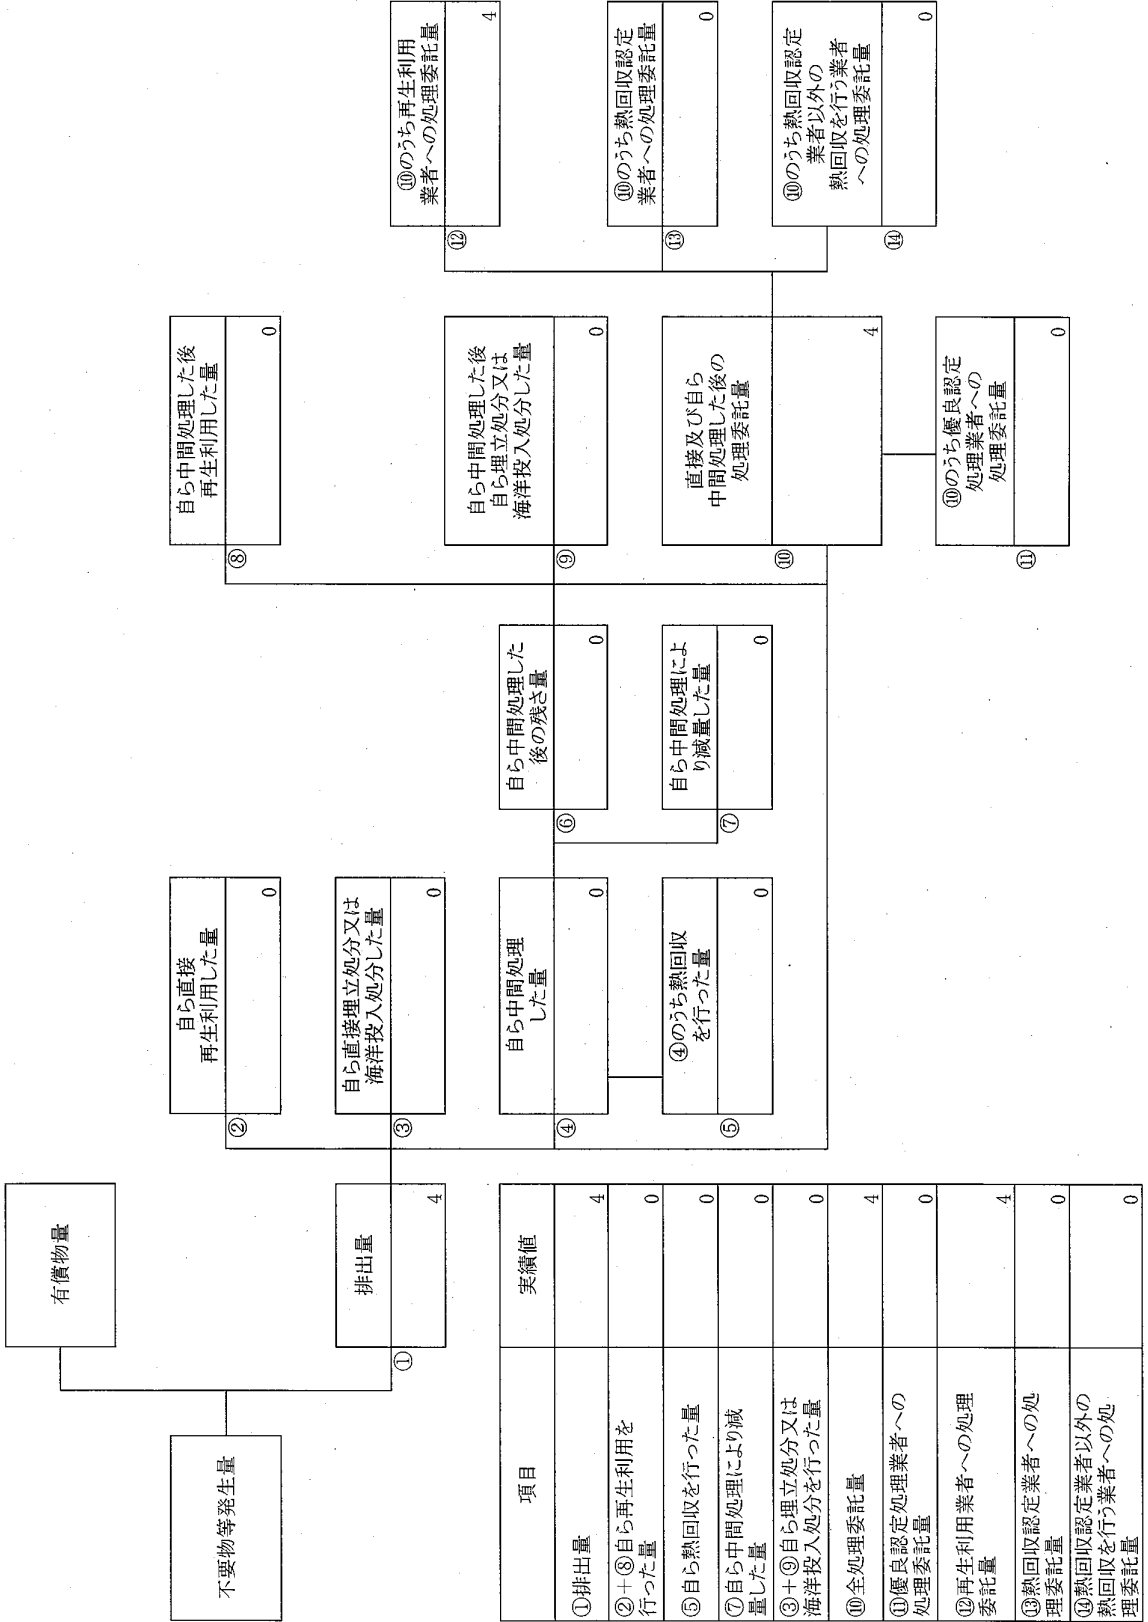 不要物等発生量
有償物量
排出量
①
4
自ら直接
再生利用した量
②
0
自ら直接埋立処分又は
海洋投入処分した量
③
0
自ら中間処理
した量
④
0
④のうち熱回収
を行った量
⑤
0
自ら中間処理した
後の残さ量
⑥
0
自ら中間処理によ
り減量した量
⑦
0
自ら中間処理した後
再生利用した量
⑧
0
自ら中間処理した後
自ら埋立処分又は
海洋投入処分した量
⑨
0
直接及び自ら
中間処理した後の
処理委託量
⑩
4
⑩のうち優良認定
処理業者への
処理委託量
⑪
0
⑩のうち再生利用
業者への処理委託量
⑫
4
⑩のうち熱回収認定
業者への処理委託量
⑬
0
⑩のうち熱回収認定
業者以外の
熱回収を行う業者
への処理委託量
⑭
0
項目 実績値
①排出量 4
②+⑧自ら再生利用を
行った量 0
⑤自ら熱回収を行った量 0
⑦自ら中間処理により減
量した量 0
③+⑨自ら埋立処分又は
海洋投入処分を行った量 0
⑩全処理委託量 4
⑪優良認定処理業者への
処理委託量 0
⑫再生利用業者への処理
委託量 4
⑬熱回収認定業者への処
理委託量 0
⑭熱回収認定業者以外の
熱回収を行う業者への処
理委託量 0